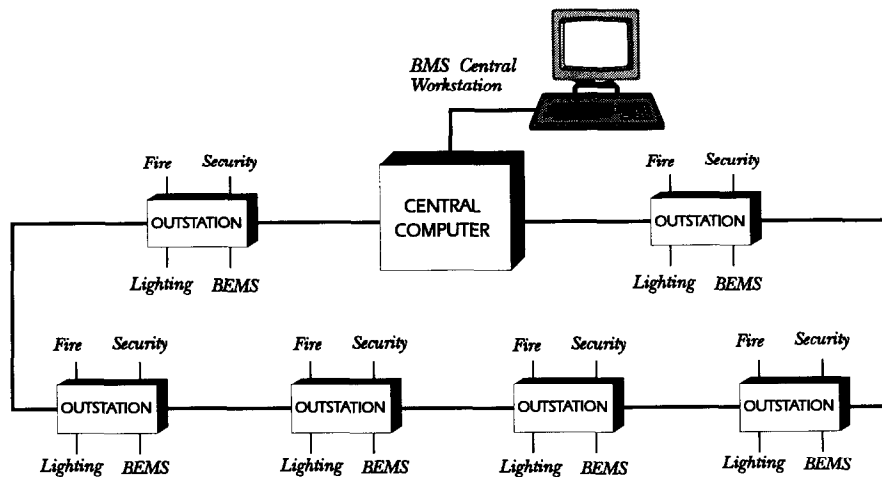 BMS Central
Workstation
Fire Security
OUTSTATION
Lighting BEMS
CENTRAL
COMPUTER
Fire Security
OUTSTATION
Lighting BEMS
Fire Security
OUTSTATION
Lighting BEMS
Fire Security
OUTSTATION
Lighting BEMS
Fire Security
OUTSTATION
Lighting BEMS
Fire Security
OUTSTATION
Lighting BEMS